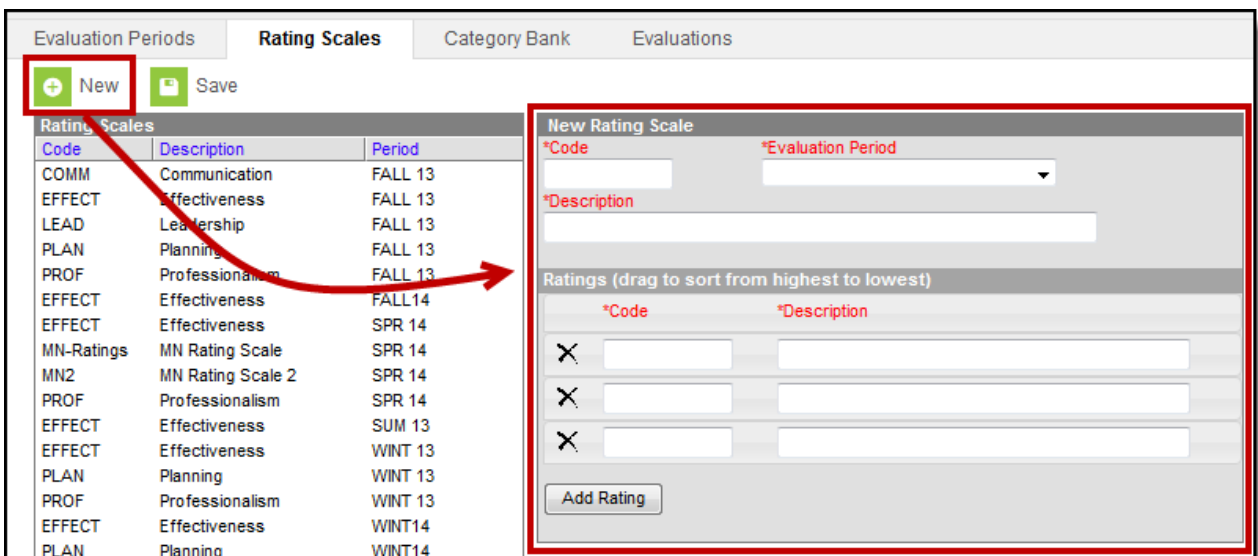 Evaluation Periods Rating Scales Category Bank Evaluations
New Save
Rating Scales
Code Description Period
COMM Communication FALL 13
EFFECT Effectiveness FALL 13
LEAD Leadership FALL 13
PLAN Planning FALL 13
PROF Professionalism FALL 13
EFFECT Effectiveness FALL14
EFFECT Effectiveness SPR 14
MN-Ratings MN Rating Scale SPR 14
MN2 MN Rating Scale 2 SPR 14
PROF Professionalism SPR 14
EFFECT Effectiveness SUM 13
EFFECT Effectiveness WINT 13
PLAN Planning WINT 13
PROF Professionalism WINT 13
EFFECT Effectiveness WINT14
PLAN Planning WINT14
New Rating Scale
*Code *Evaluation Period
*Description
Ratings (drag to sort from highest to lowest)
*Code *Description
Add Rating